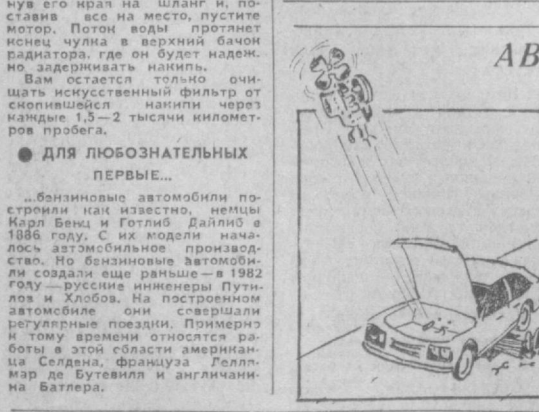 нув его край на шланг и, по-
ставив все на место, пустите
мотор. Поток воды протянет
конец чулка в верхний бачок
радиатора, где он будет надеж-
но задерживать накипь.
Вам остается только очи-
щать искусственный фильтр от
скопившейся накипи через
каждые 1,5—2 тысячи километ-
ров пробега.
● ДЛЯ ЛЮБОЗНАТЕЛЬНЫХ
ПЕРВЫЕ...
...бензиновые автомобили по-
строили как известно, немцы
Карл Бенц и Готлиб Дайлиб в
1886 году. С их модели нача-
лось автомобильное производ-
ство. Но бензиновые автомоби-
ли создали еще раньше — в 1982
году — русские инженеры Пути-
лов и Хлобов. На построенном
автомобиле они совершали
регулярные поездки. Примерно
к тому времени относятся ра-
боты в этой области американ-
ца Селдена, француза Делла-
мар де Бутевиля и англичани-
на Батлера.
АВ